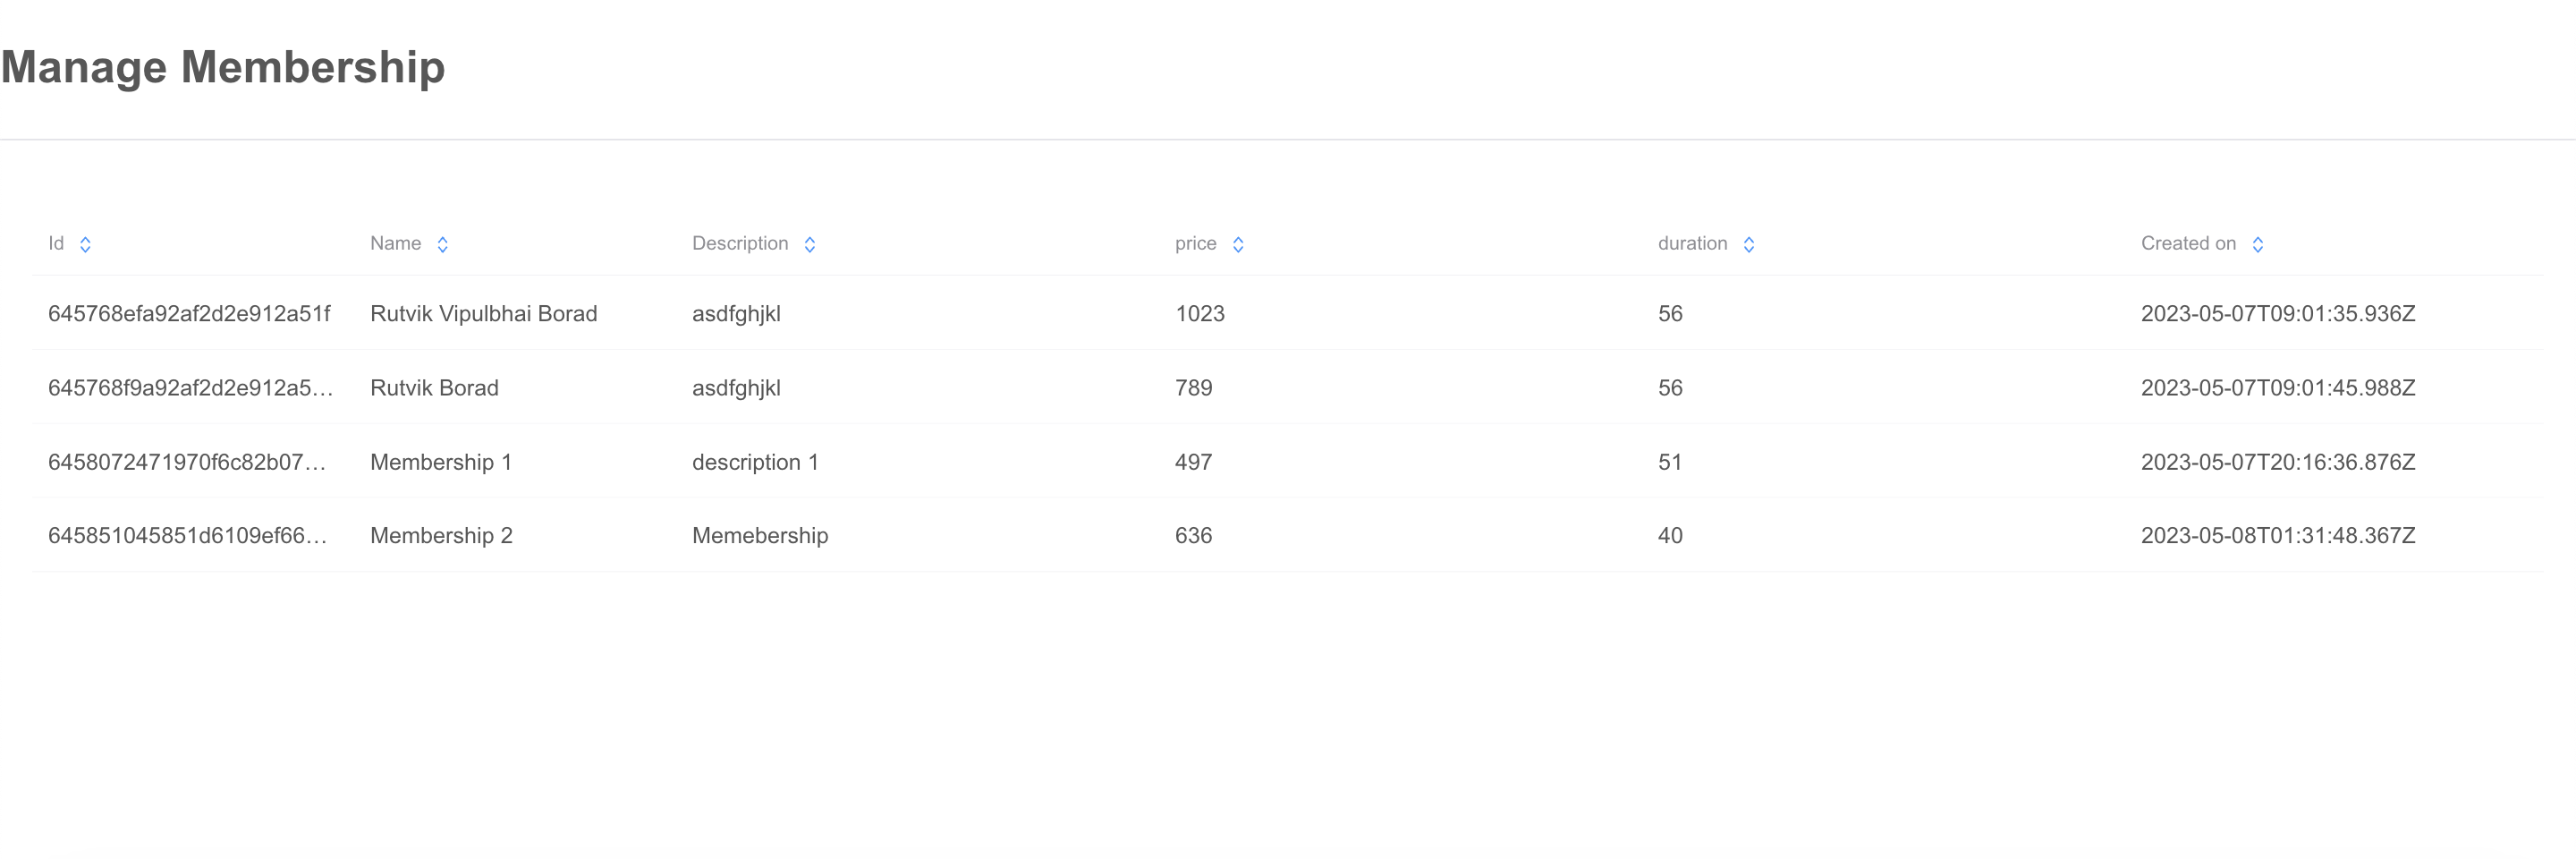 Manage Membership
Id Name Description price duration Created on
645768efa92af2d2e912a51f Rutvik Vipulbhai Borad asdfghjkl 1023 56 2023-05-07T09:01:35.936Z
645768f9a92af2d2e912a5… Rutvik Borad asdfghjkl 789 56 2023-05-07T09:01:45.988Z
6458072471970f6c82b07… Membership 1 description 1 497 51 2023-05-07T20:16:36.876Z
645851045851d6109ef66… Membership 2 Memebership 636 40 2023-05-08T01:31:48.367Z